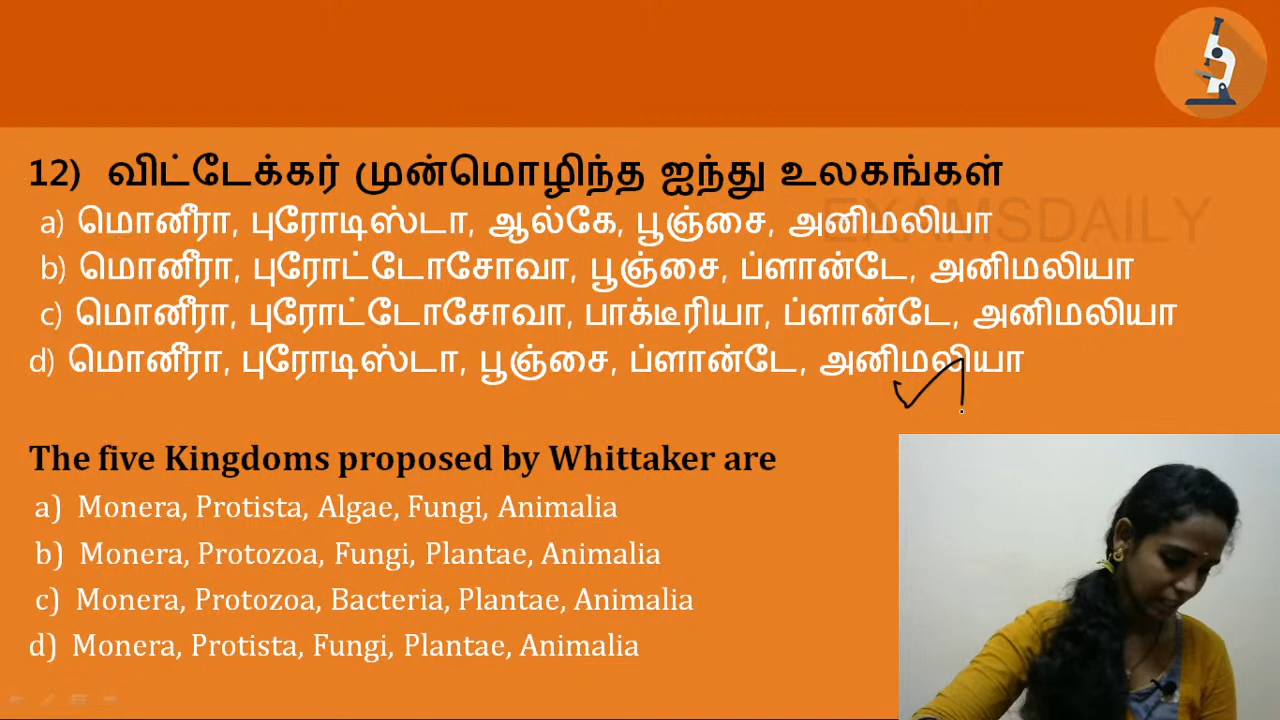 12) விட்டேக்கர் முன்மொழிந்த ஐந்து உலகங்கள்
a) மொனீரா, புரோடிஸ்டா, ஆல்கே, பூஞ்சை, அனிமலியா
EXAMSDAILY
b) மொனீரா, புரோட்டோசோவா, பூஞ்சை, ப்ளான்டே, அனிமலியா
c) மொனீரா, புரோட்டோசோவா, பாக்டீரியா, ப்ளான்டே, அனிமலியா
d) மொனீரா, புரோடிஸ்டா, பூஞ்சை, ப்ளான்டே, அனிமலியா
The five Kingdoms proposed by Whittaker are
a) Monera, Protista, Algae, Fungi, Animalia
b) Monera, Protozoa, Fungi, Plantae, Animalia
c) Monera, Protozoa, Bacteria, Plantae, Animalia
d) Monera, Protista, Fungi, Plantae, Animalia